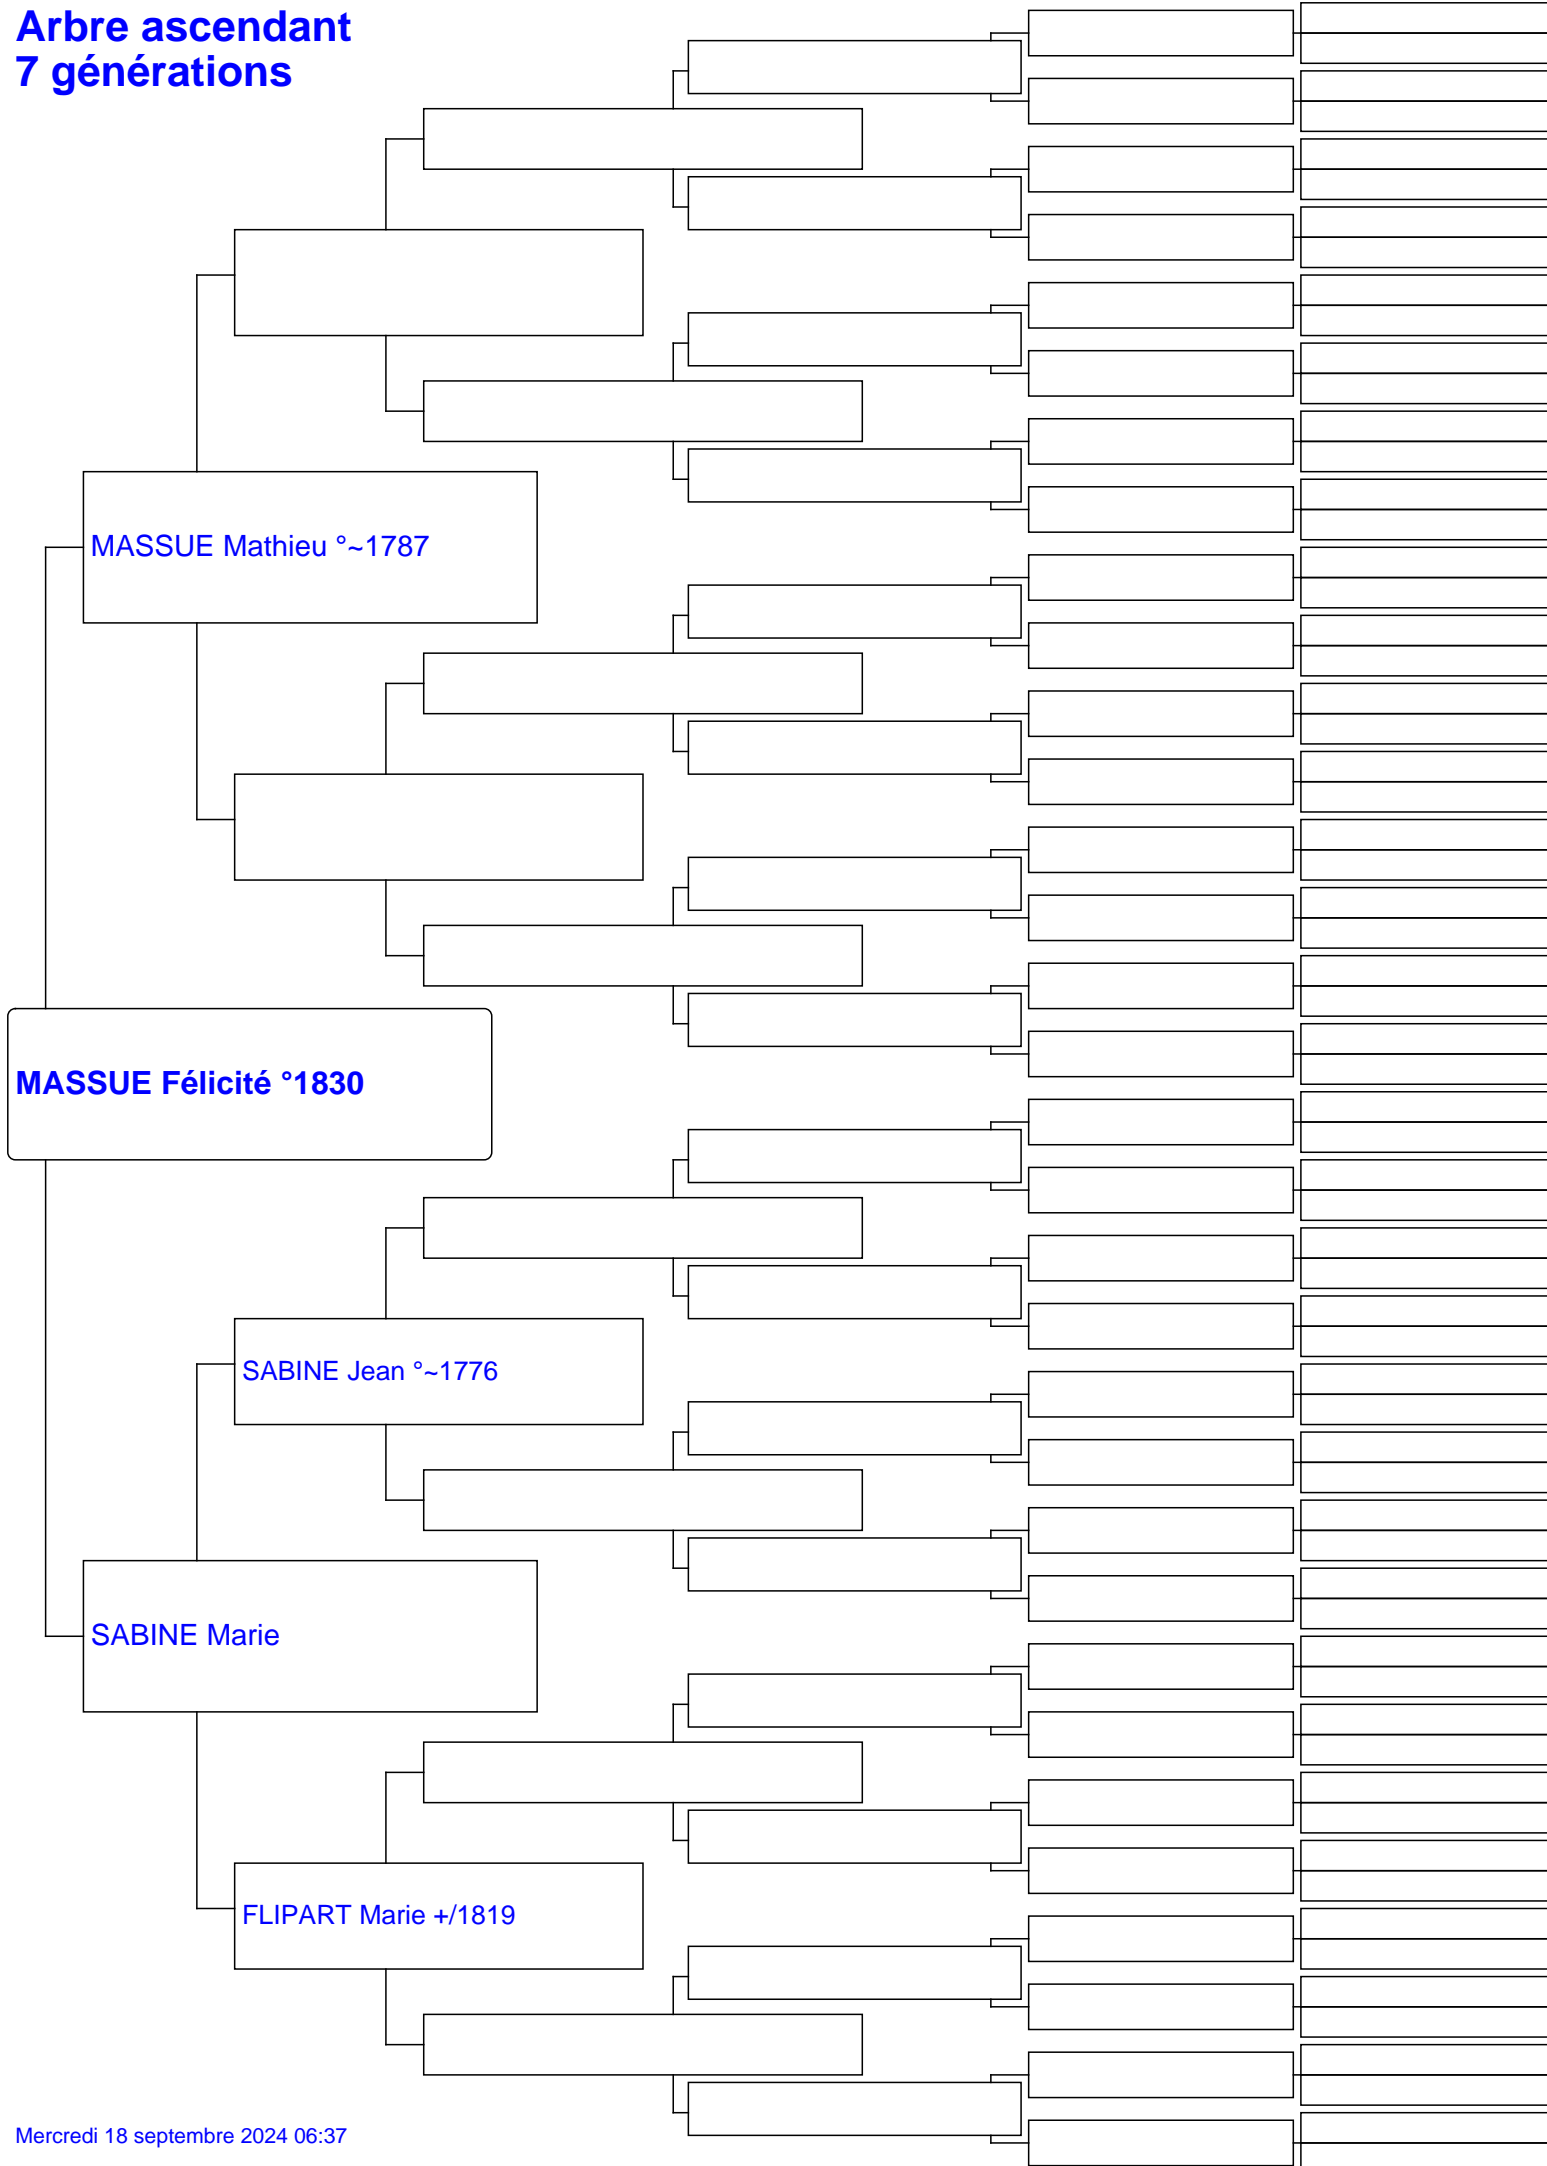 Arbre ascendant
7 générations
MASSUE Mathieu °~1787
MASSUE Félicité °1830
SABINE Jean °~1776
SABINE Marie
FLIPART Marie +/1819
Mercredi 18 septembre 2024 06:37